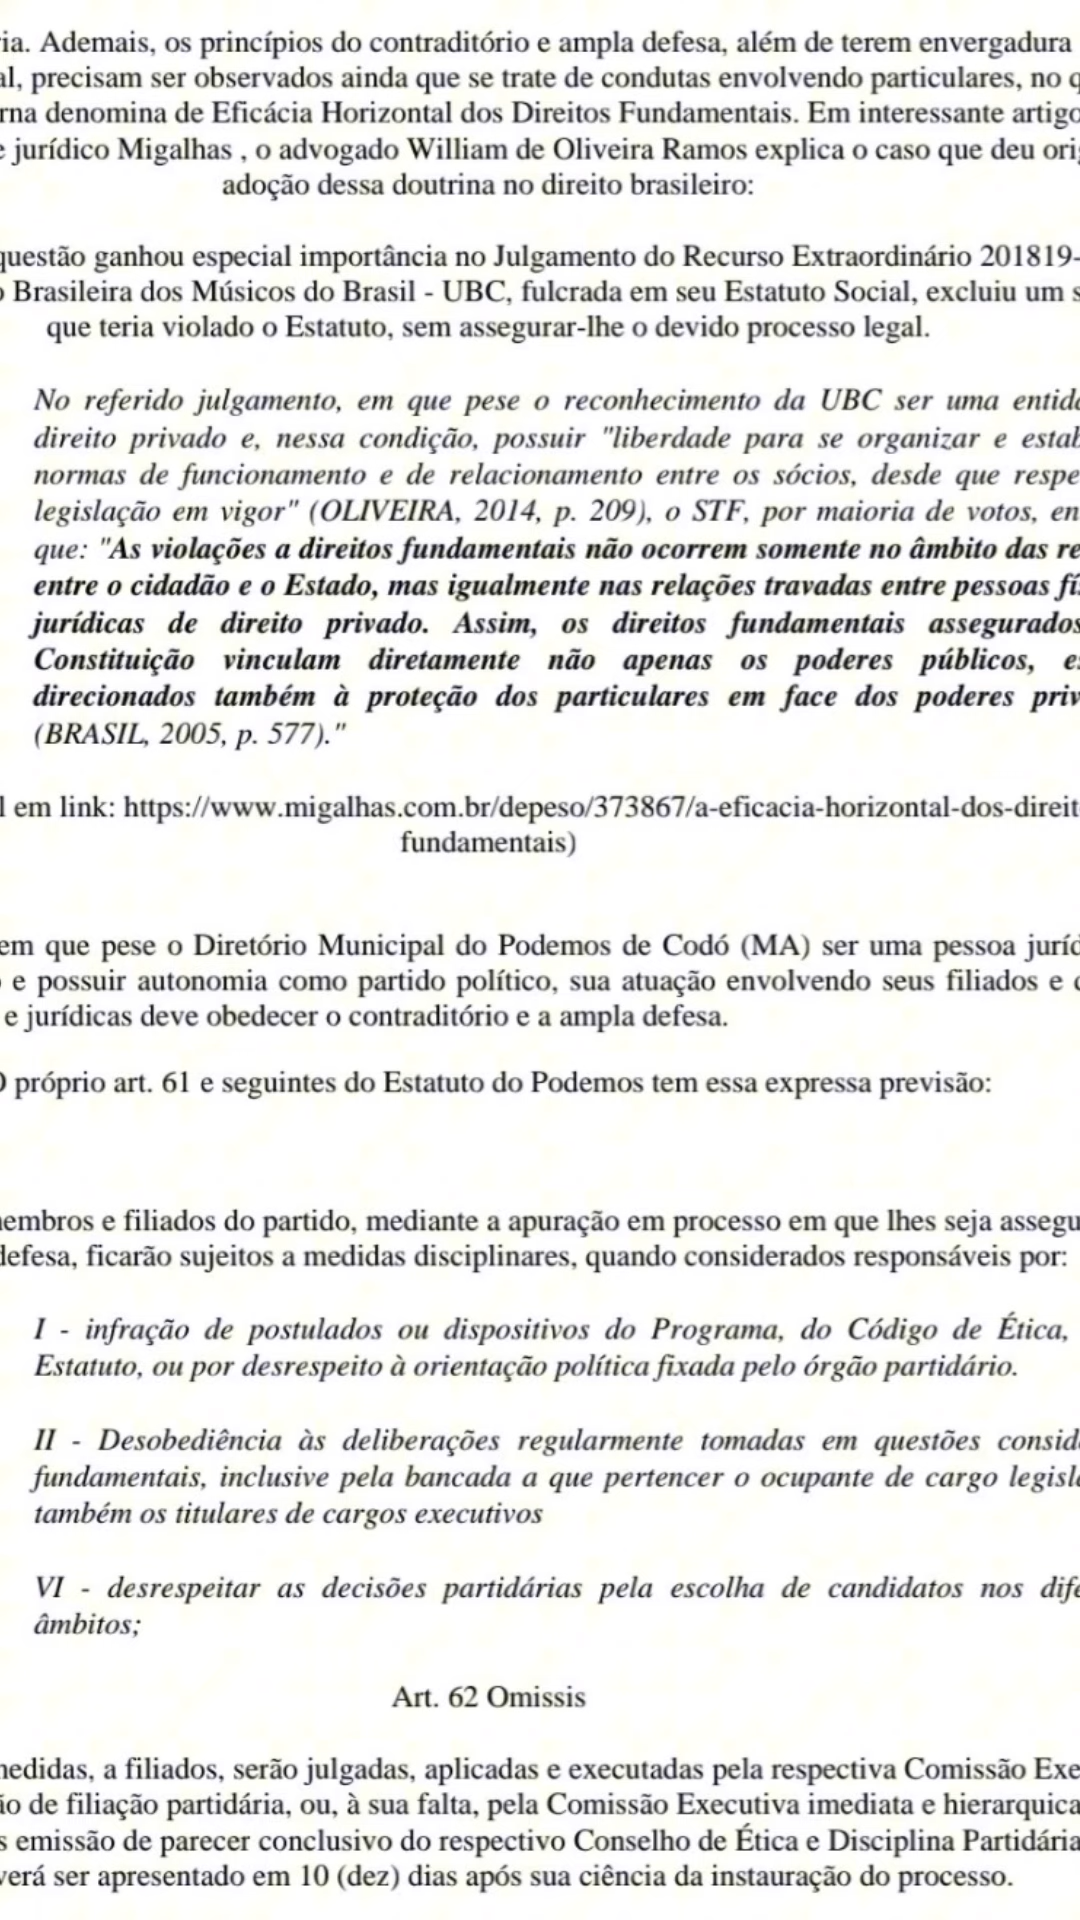 ria. Ademais, os princípios do contraditório e ampla defesa, além de terem envergadura
al, precisam ser observados ainda que se trate de condutas envolvendo particulares, no q
rna denomina de Eficácia Horizontal dos Direitos Fundamentais. Em interessante artigo
e jurídico Migalhas , o advogado William de Oliveira Ramos explica o caso que deu orig
adoção dessa doutrina no direito brasileiro:
questão ganhou especial importância no Julgamento do Recurso Extraordinário 201819-
o Brasileira dos Músicos do Brasil - UBC, fulcrada em seu Estatuto Social, excluiu um s
que teria violado o Estatuto, sem assegurar-lhe o devido processo legal.
No referido julgamento, em que pese o reconhecimento da UBC ser uma entida
direito privado e, nessa condição, possuir "liberdade para se organizar e estab
normas de funcionamento e de relacionamento entre os sócios, desde que respe
legislação em vigor" (OLIVEIRA, 2014, p. 209), o STF, por maioria de votos, en
que: "As violações a direitos fundamentais não ocorrem somente no âmbito das re
entre o cidadão e o Estado, mas igualmente nas relações travadas entre pessoas fí
jurídicas de direito privado. Assim, os direitos fundamentais assegurados
Constituição vinculam diretamente não apenas os poderes públicos, es
direcionados também à proteção dos particulares em face dos poderes priv
(BRASIL, 2005, p. 577)."
l em link: https://www.migalhas.com.br/depeso/373867/a-eficacia-horizontal-dos-direit
fundamentais)
em que pese o Diretório Municipal do Podemos de Codó (MA) ser uma pessoa juríd
o e possuir autonomia como partido político, sua atuação envolvendo seus filiados e
e jurídicas deve obedecer o contraditório e a ampla defesa.
O próprio art. 61 e seguintes do Estatuto do Podemos tem essa expressa previsão:
membros e filiados do partido, mediante a apuração em processo em que lhes seja assegu
defesa, ficarão sujeitos a medidas disciplinares, quando considerados responsáveis por:
I - infração de postulados ou dispositivos do Programa, do Código de Ética,
Estatuto, ou por desrespeito à orientação política fixada pelo órgão partidário.
II - Desobediência às deliberações regularmente tomadas em questões consid
fundamentais, inclusive pela bancada a que pertencer o ocupante de cargo legisla
também os titulares de cargos executivos
VI - desrespeitar as decisões partidárias pela escolha de candidatos nos dife
âmbitos;
Art. 62 Omissis
medidas, a filiados, serão julgadas, aplicadas e executadas pela respectiva Comissão Exe
ão de filiação partidária, ou, à sua falta, pela Comissão Executiva imediata e hierarquica
s emissão de parecer conclusivo do respectivo Conselho de Ética e Disciplina Partidária
verá ser apresentado em 10 (dez) dias após sua ciência da instauração do processo.